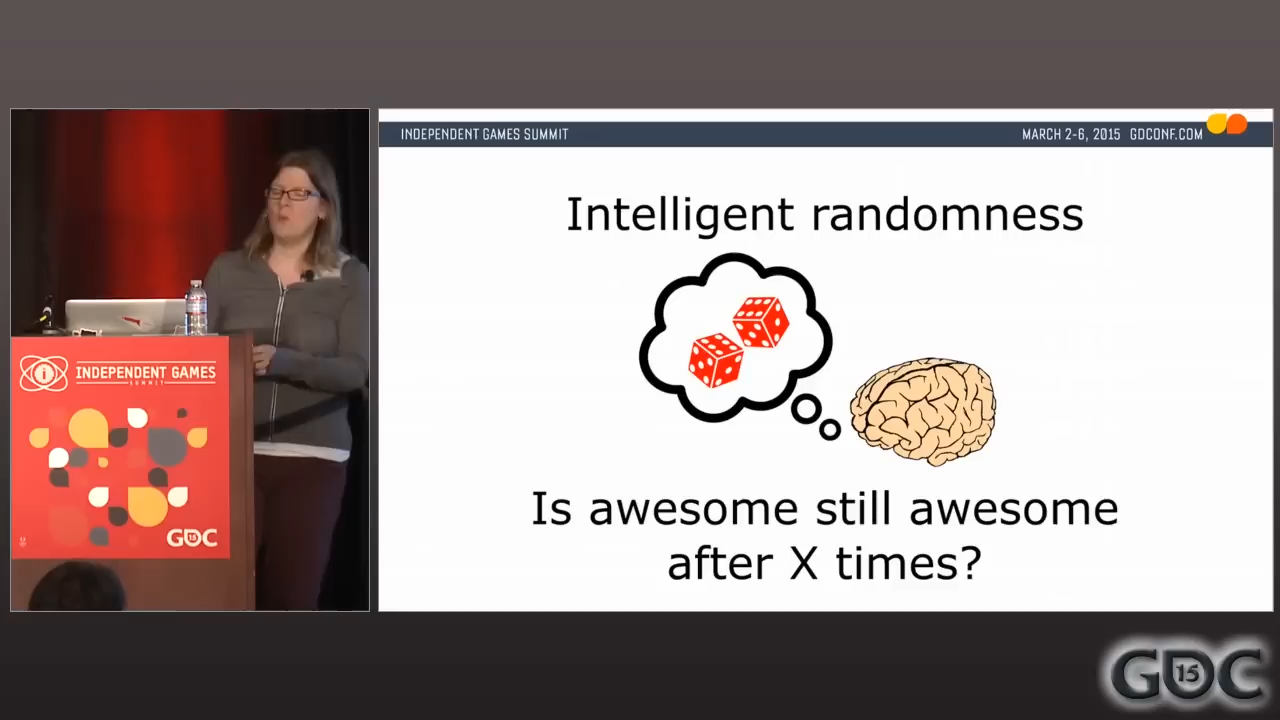 INDEPENDENT GAMES SUMMIT
MARCH 2-6, 2015 GDCONF.COM
Intelligent randomness
Is awesome still awesome
after X times?
i
INDEPENDENT GAMES
SUMMIT
GDC
15
GDC
15